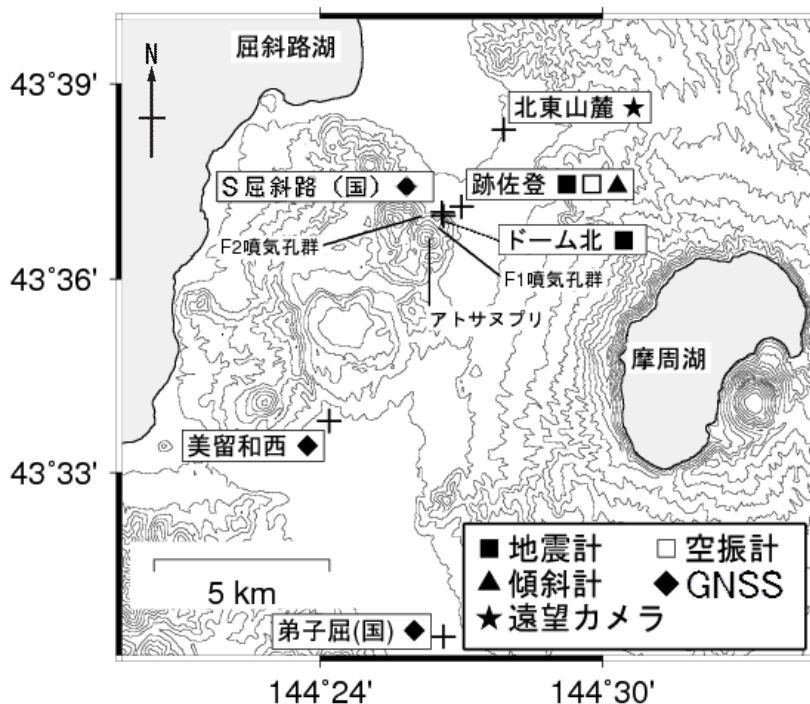 屈斜路湖
N
43°39'
北東山麓 ★
S屈斜路（国）◆
跡佐登 ■□▲
F2噴気孔群
ドーム北 ■
43°36'
F1噴気孔群
アトサヌプリ
摩周湖
美留和西 ◆
43°33'
■ 地震計 □ 空振計
▲ 傾斜計 ◆ GNSS
★ 遠望カメラ
5 km
弟子屈(国) ◆
144°24' 144°30'